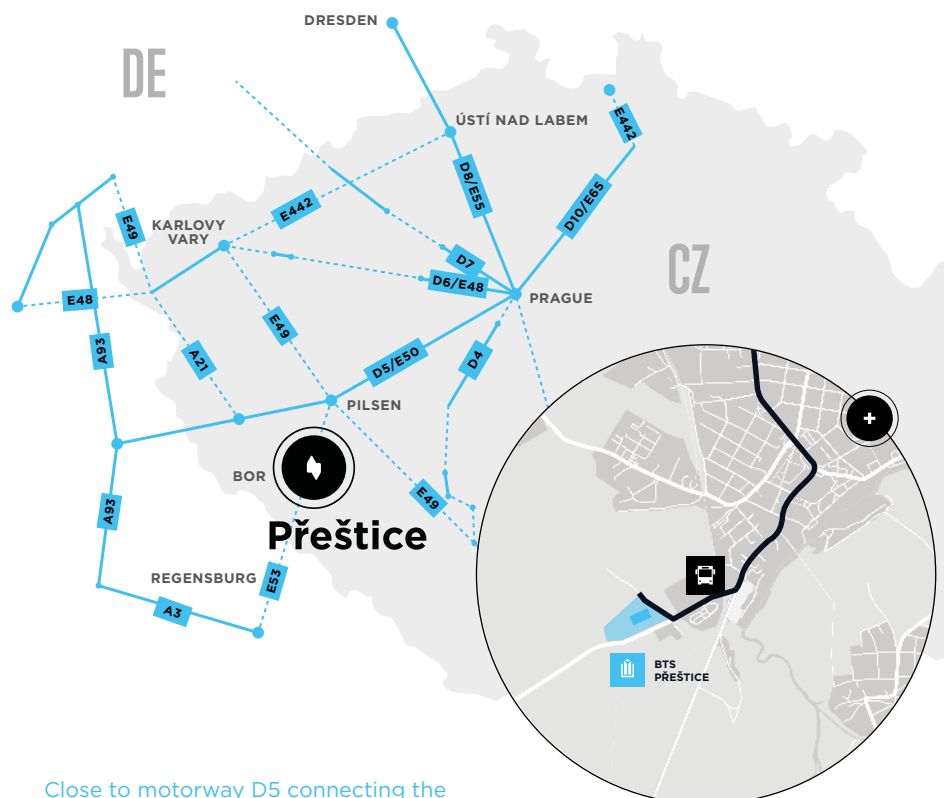 DRESDEN
DE
ÚSTÍ NAD LABEM
E442
D8/E55
D10/E65
E442
E49
KARLOVY
VARY
CZ
D7
D6/E48
PRAGUE
E48
E49
A93
A21
D5/E50
D4
PILSEN
BOR
E49
A93
Přeštice
REGENSBURG
E53
A3
BTS
PŘEŠTICE
Close to motorway D5 connecting the